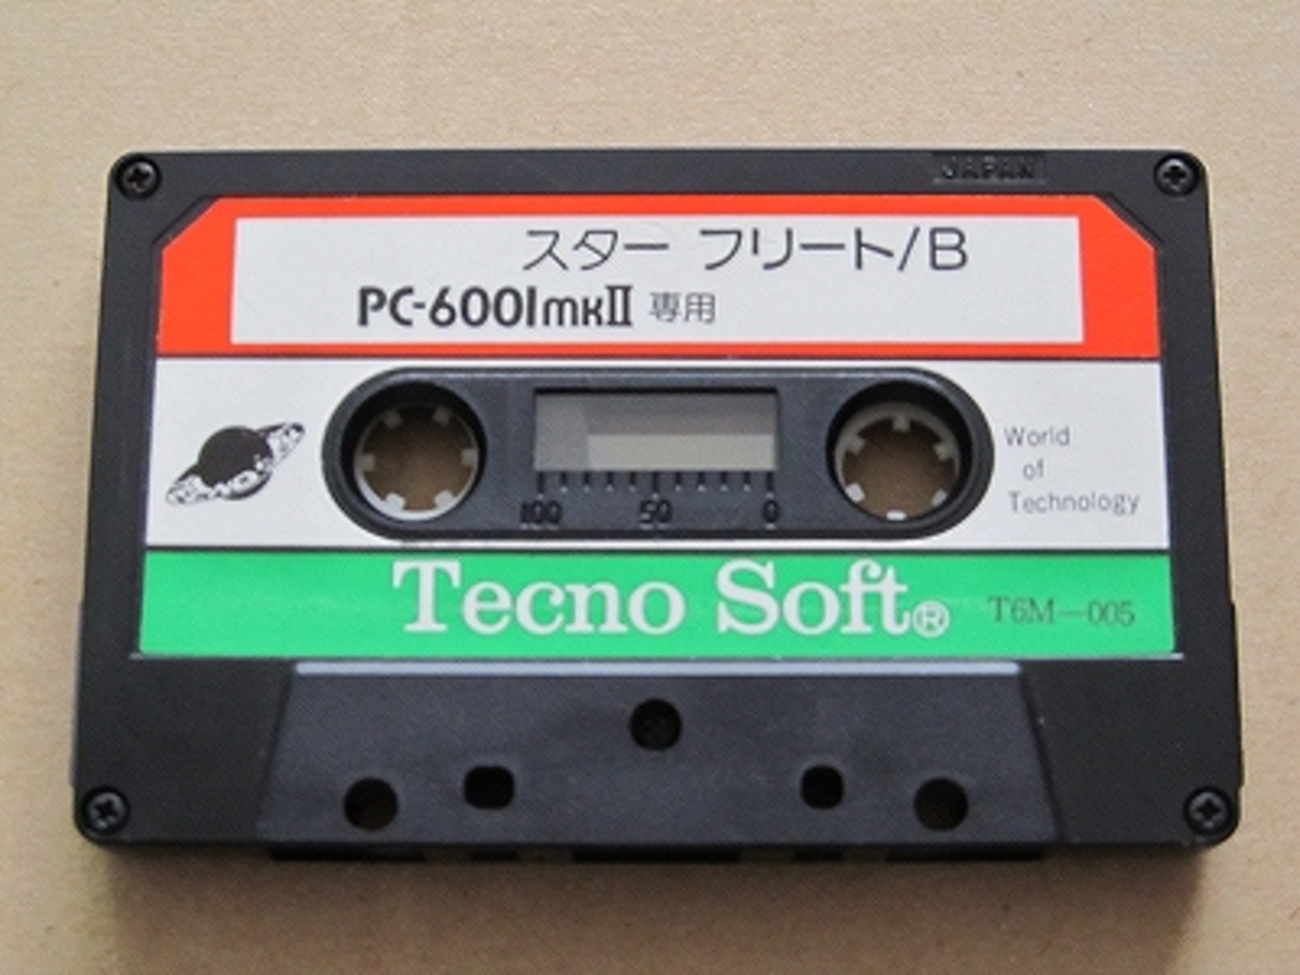 JAPAN
スター フリート/B
PC-6001mkⅡ 専用
World
of
Technology
100 50 0
Tecno Soft®
T6M-005